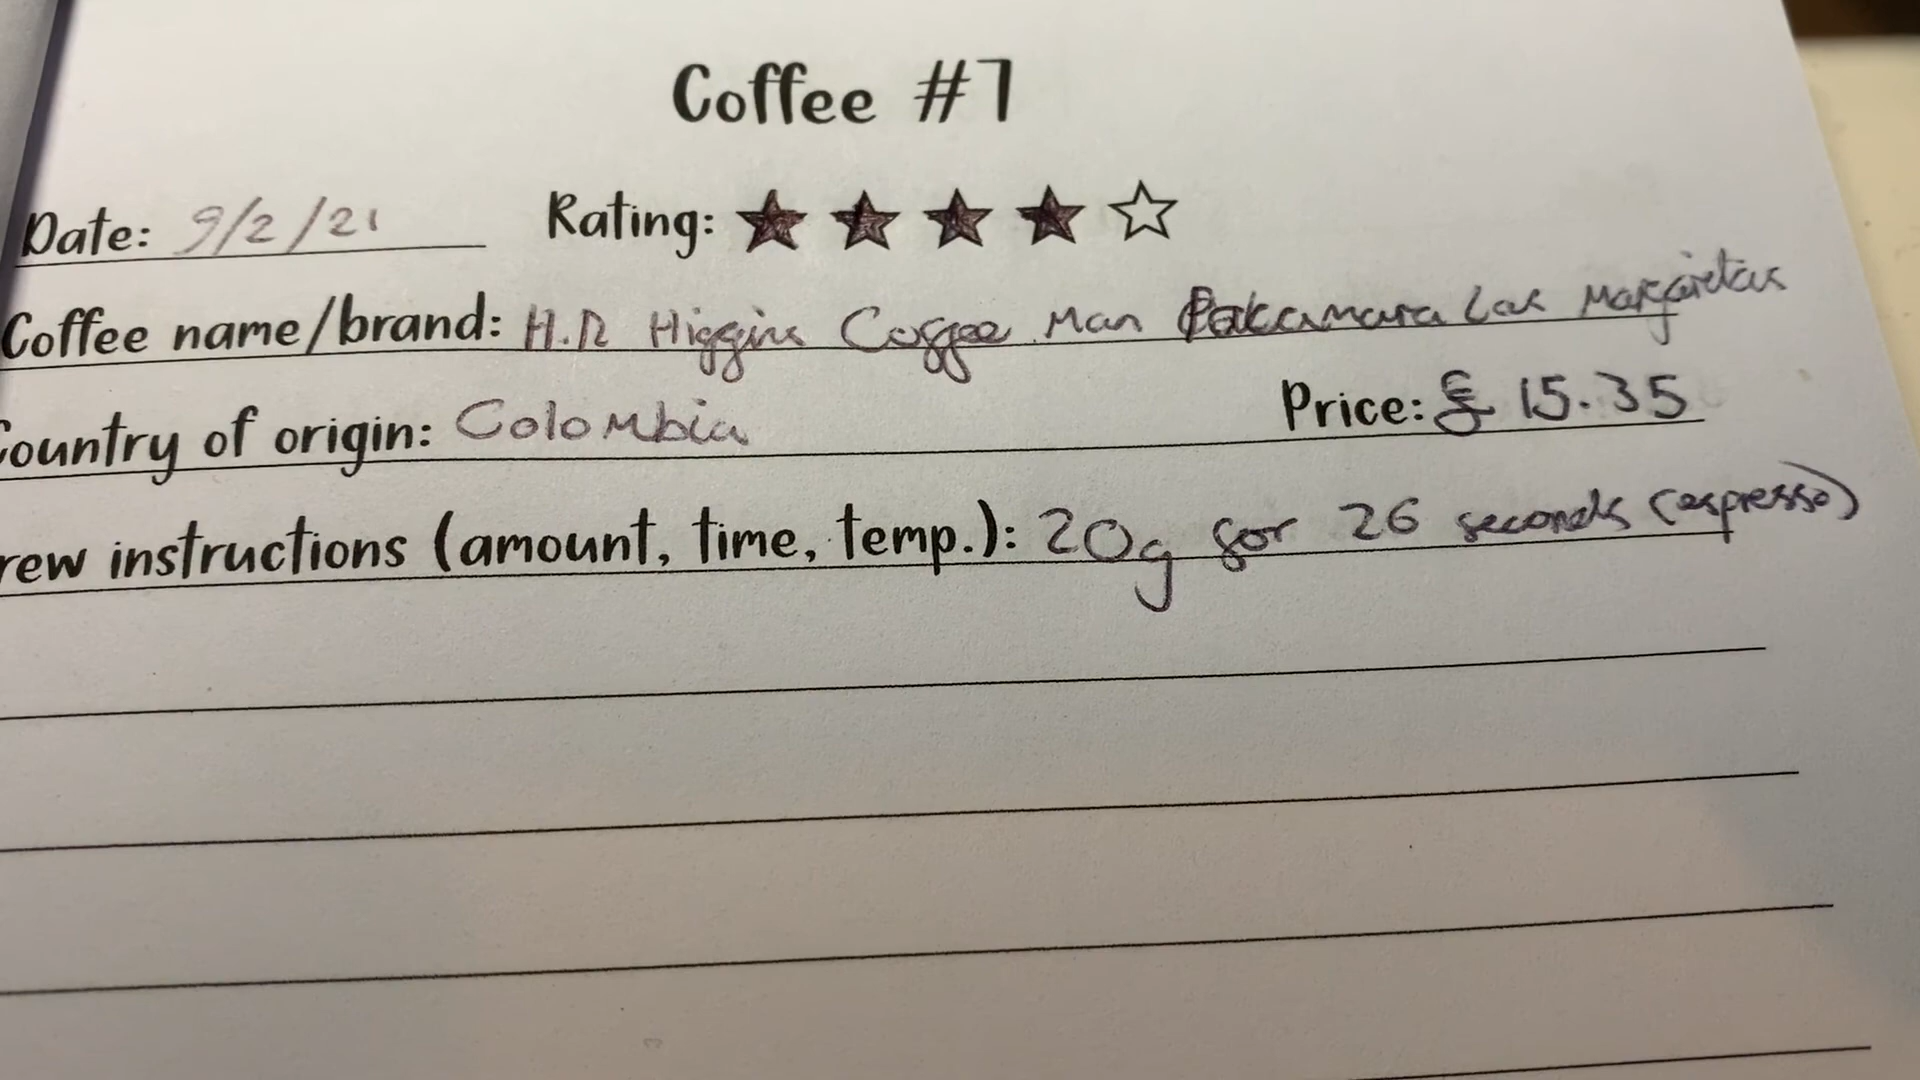 Coffee #7
Date: 9/2/21 Rating:
Coffee name/brand: H.R Higgins Coffee Man Pakamara Las Margaritas
Country of origin: Colombia Price: £ 15.35
rew instructions (amount, time, temp.): 20g for 26 seconds (espresso)